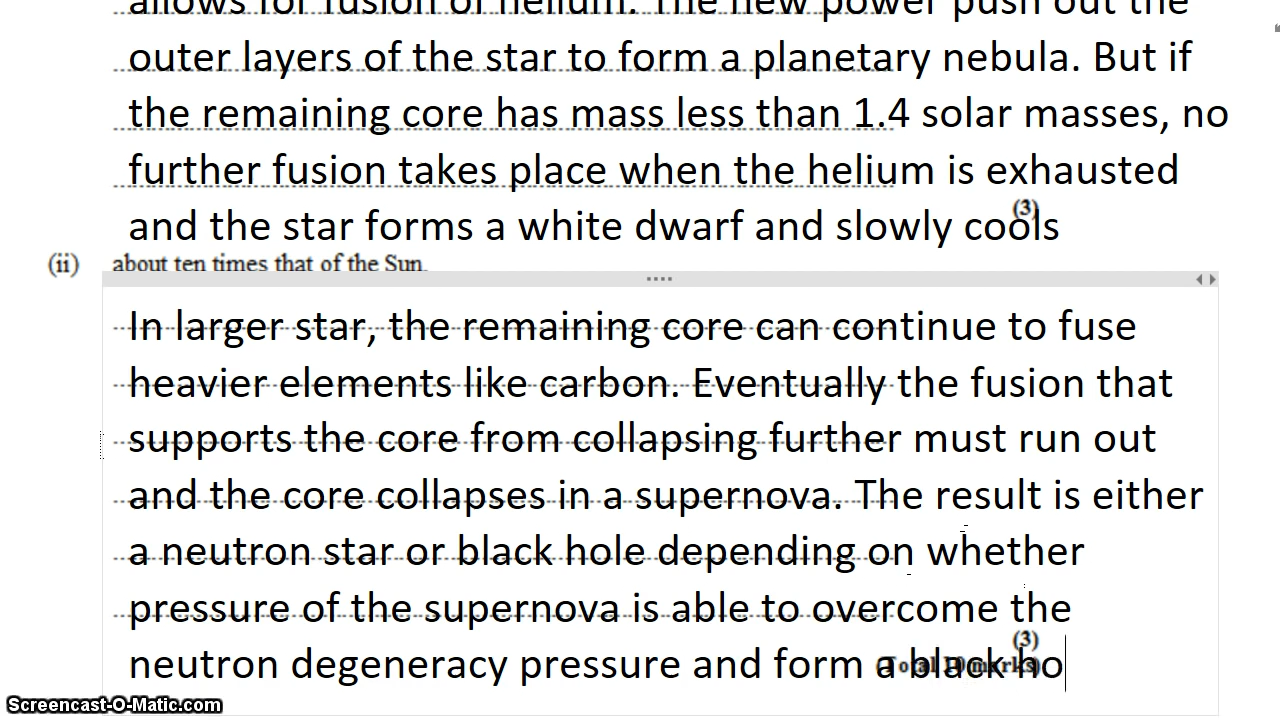 allows for fusion of helium. The new power push out the
outer layers of the star to form a planetary nebula. But if
the remaining core has mass less than 1.4 solar masses, no
further fusion takes place when the helium is exhausted
and the star forms a white dwarf and slowly cools
(3)
(ii) about ten times that of the Sun.
In larger star, the remaining core can continue to fuse
heavier elements like carbon. Eventually the fusion that
supports the core from collapsing further must run out
and the core collapses in a supernova. The result is either
a neutron star or black hole depending on whether
pressure of the supernova is able to overcome the
(3)
neutron degeneracy pressure and form a black ho
(Total 10 marks)
Screencast-O-Matic.com